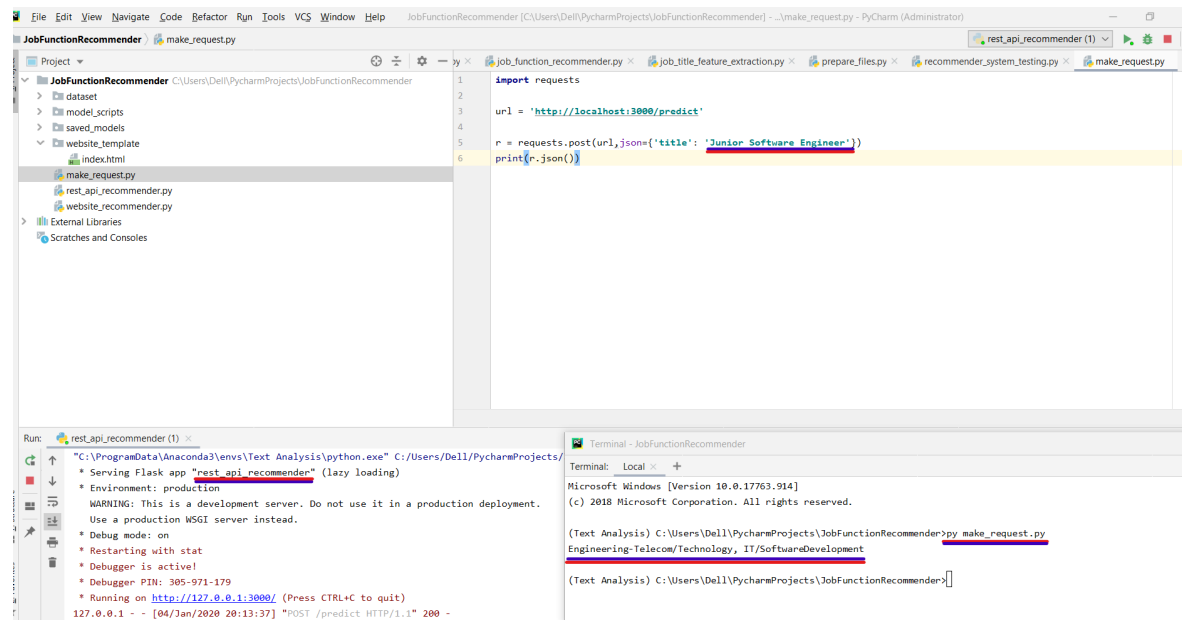 File Edit View Navigate Code Refactor Run Tools VCS Window Help JobFunctionRecommender [C:\Users\Dell\PycharmProjects\JobFunctionRecommender] - ...\make_request.py - PyCharm (Administrator)
JobFunctionRecommender make_request.py rest_api_recommender (1)
Project py job_function_recommender.py job_title_feature_extraction.py prepare_files.py recommender_system_testing.py make_request.py
JobFunctionRecommender C:\Users\Dell\PycharmProjects\JobFunctionRecommender
dataset
model_scripts
saved_models
website_template
index.html
make_request.py
rest_api_recommender.py
website_recommender.py
External Libraries
Scratches and Consoles
1 import requests
2
3 url = 'http://localhost:3000/predict'
4
5 r = requests.post(url,json={'title': 'Junior Software Engineer'})
6 print(r.json())
Run: rest_api_recommender (1)
"C:\ProgramData\Anaconda3\envs\Text Analysis\python.exe" C:/Users/Dell/PycharmProjects/
* Serving Flask app "rest_api_recommender" (lazy loading)
* Environment: production
WARNING: This is a development server. Do not use it in a production deployment.
Use a production WSGI server instead.
* Debug mode: on
* Restarting with stat
* Debugger is active!
* Debugger PIN: 305-971-179
* Running on http://127.0.0.1:3000/ (Press CTRL+C to quit)
127.0.0.1 - - [04/Jan/2020 20:13:37] "POST /predict HTTP/1.1" 200 -
Terminal - JobFunctionRecommender
Terminal: Local +
Microsoft Windows [Version 10.0.17763.914]
(c) 2018 Microsoft Corporation. All rights reserved.
(Text Analysis) C:\Users\Dell\PycharmProjects\JobFunctionRecommender>py make_request.py
Engineering-Telecom/Technology, IT/SoftwareDevelopment
(Text Analysis) C:\Users\Dell\PycharmProjects\JobFunctionRecommender>